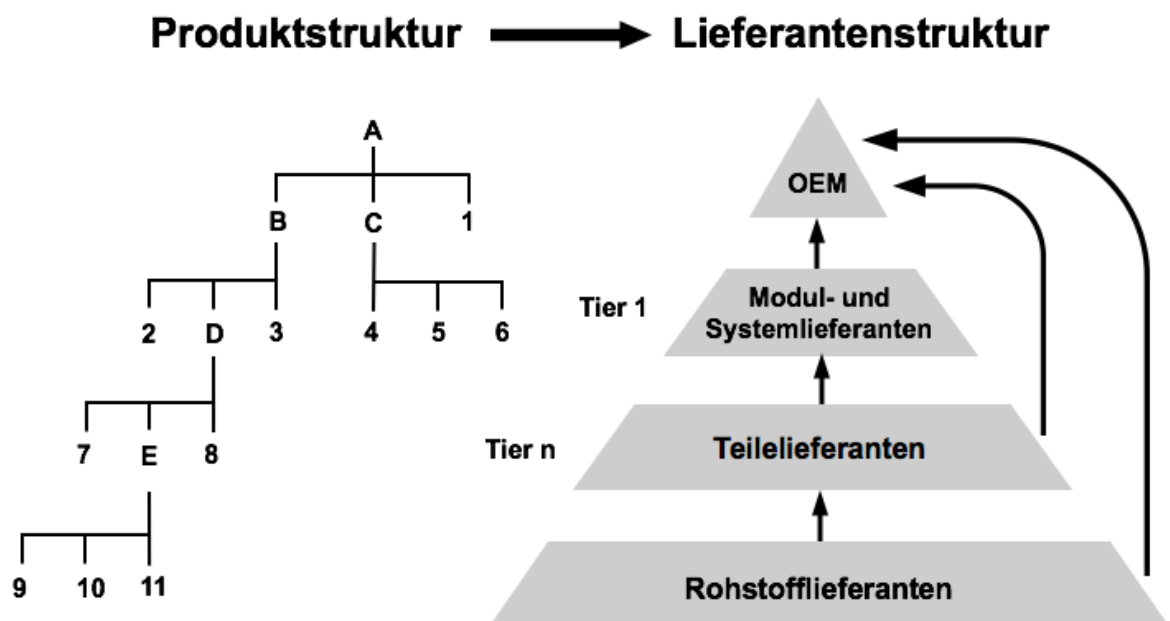 Produktstruktur
Lieferantenstruktur
A
B C 1
2 D 3 4 5 6
7 E 8
9 10 11
OEM
Tier 1
Modul- und
Systemlieferanten
Tier n
Teilelieferanten
Rohstofflieferanten